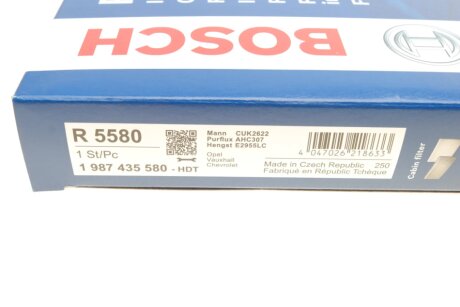 BOSCH
R 5580
1 St/Pc
1 987 435 580 - HDT
Mann CUK2622
Purflux AHC307
Hengst E2955LC
Opel
Vauxhall
Chevrolet
4 047026 218633
Made in Czech Republic 250
Fabriqué en République Tchèque
Cabin filter